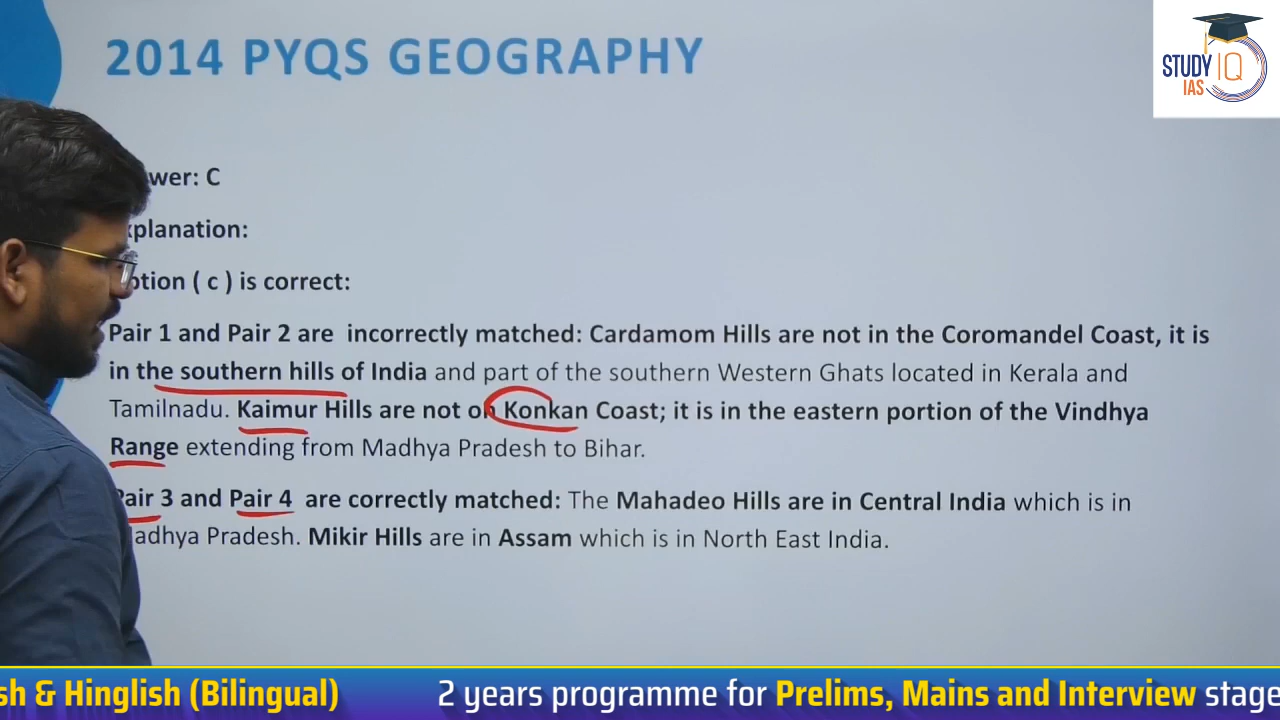 2014 PYQS GEOGRAPHY
STUDY IQ
IAS
wer: C
xplanation:
ption ( c ) is correct:
Pair 1 and Pair 2 are incorrectly matched: Cardamom Hills are not in the Coromandel Coast, it is
in the southern hills of India and part of the southern Western Ghats located in Kerala and
Tamilnadu. Kaimur Hills are not on Konkan Coast; it is in the eastern portion of the Vindhya
Range extending from Madhya Pradesh to Bihar.
Pair 3 and Pair 4 are correctly matched: The Mahadeo Hills are in Central India which is in
adhya Pradesh. Mikir Hills are in Assam which is in North East India.
sh & Hinglish (Bilingual) 2 years programme for Prelims, Mains and Interview stage